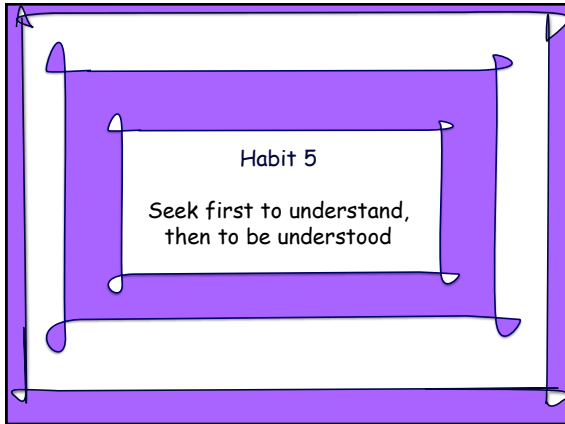 Habit 5
Seek first to understand,
then to be understood